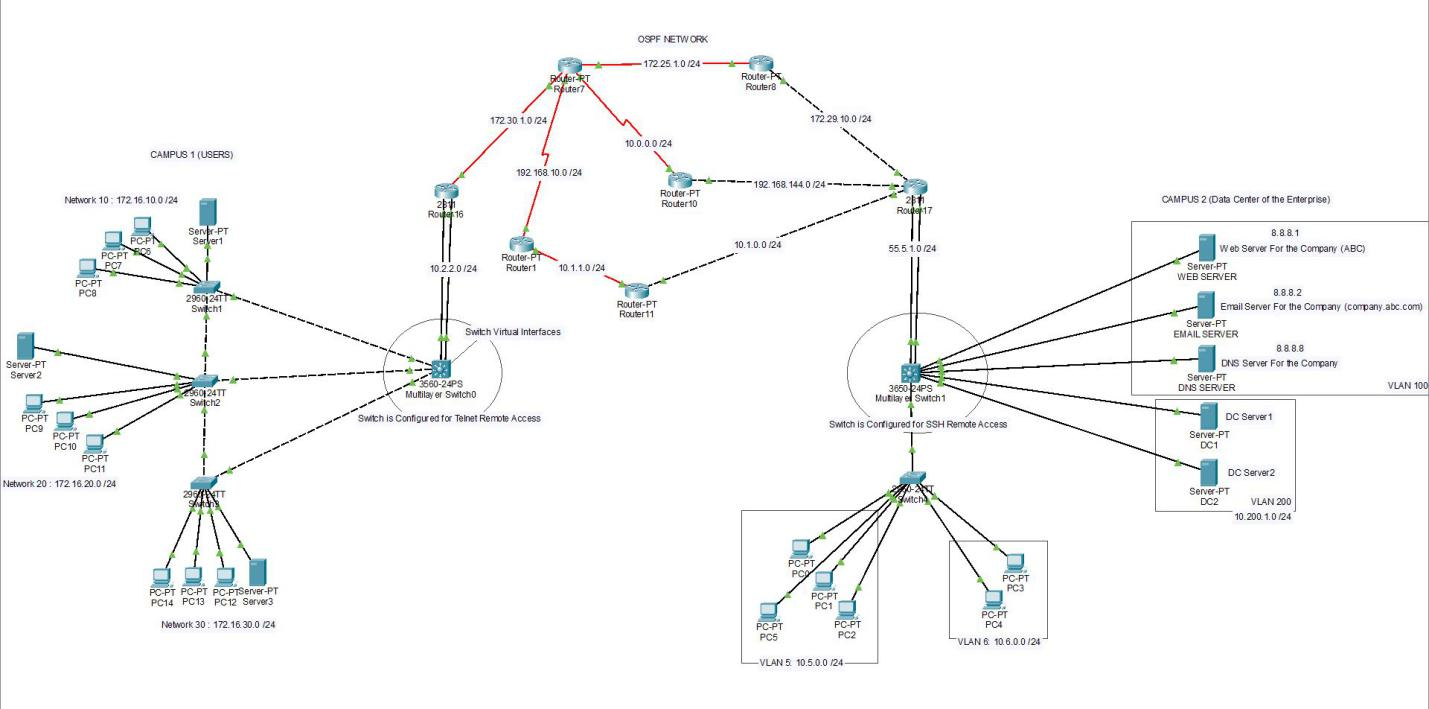 OSPF NETWORK
Router-PT
Router7
172.25.1.0 /24
Router-PT
Router8
172.30.1.0 /24
172.29.10.0 /24
10.0.0.0 /24
192.168.10.0 /24
Router-PT
Router10
192.168.144.0 /24
2811
Router16
2811
Router17
Router-PT
Router1
10.1.1.0 /24
Router-PT
Router11
10.1.0.0 /24
10.2.2.0 /24
55.5.1.0 /24
CAMPUS 1 (USERS)
Network 10 : 172.16.10.0 /24
Server-PT
Server1
PC-PT
PC6
PC-PT
PC7
PC-PT
PC8
2960-24TT
Switch1
Server-PT
Server2
2960-24TT
Switch2
PC-PT
PC9
PC-PT
PC10
PC-PT
PC11
Network 20 : 172.16.20.0 /24
2960-24TT
Switch3
PC-PT
PC14
PC-PT
PC13
PC-PT
PC12
Server-PT
Server3
Network 30 : 172.16.30.0 /24
Switch Virtual Interfaces
3560-24PS
Multilayer Switch0
Switch is Configured for Telnet Remote Access
3650-24PS
Multilayer Switch1
Switch is Configured for SSH Remote Access
CAMPUS 2 (Data Center of the Enterprise)
8.8.8.1
Web Server For the Company (ABC)
Server-PT
WEB SERVER
8.8.8.2
Email Server For the Company (company.abc.com)
Server-PT
EMAIL SERVER
8.8.8.8
DNS Server For the Company
Server-PT
DNS SERVER
VLAN 100
DC Server1
Server-PT
DC1
DC Server2
Server-PT
DC2
VLAN 200
10.200.1.0 /24
PC-PT
PC0
PC-PT
PC1
PC-PT
PC5
PC-PT
PC2
VLAN 5: 10.5.0.0 /24
PC-PT
PC3
PC-PT
PC4
VLAN 6: 10.6.0.0 /24